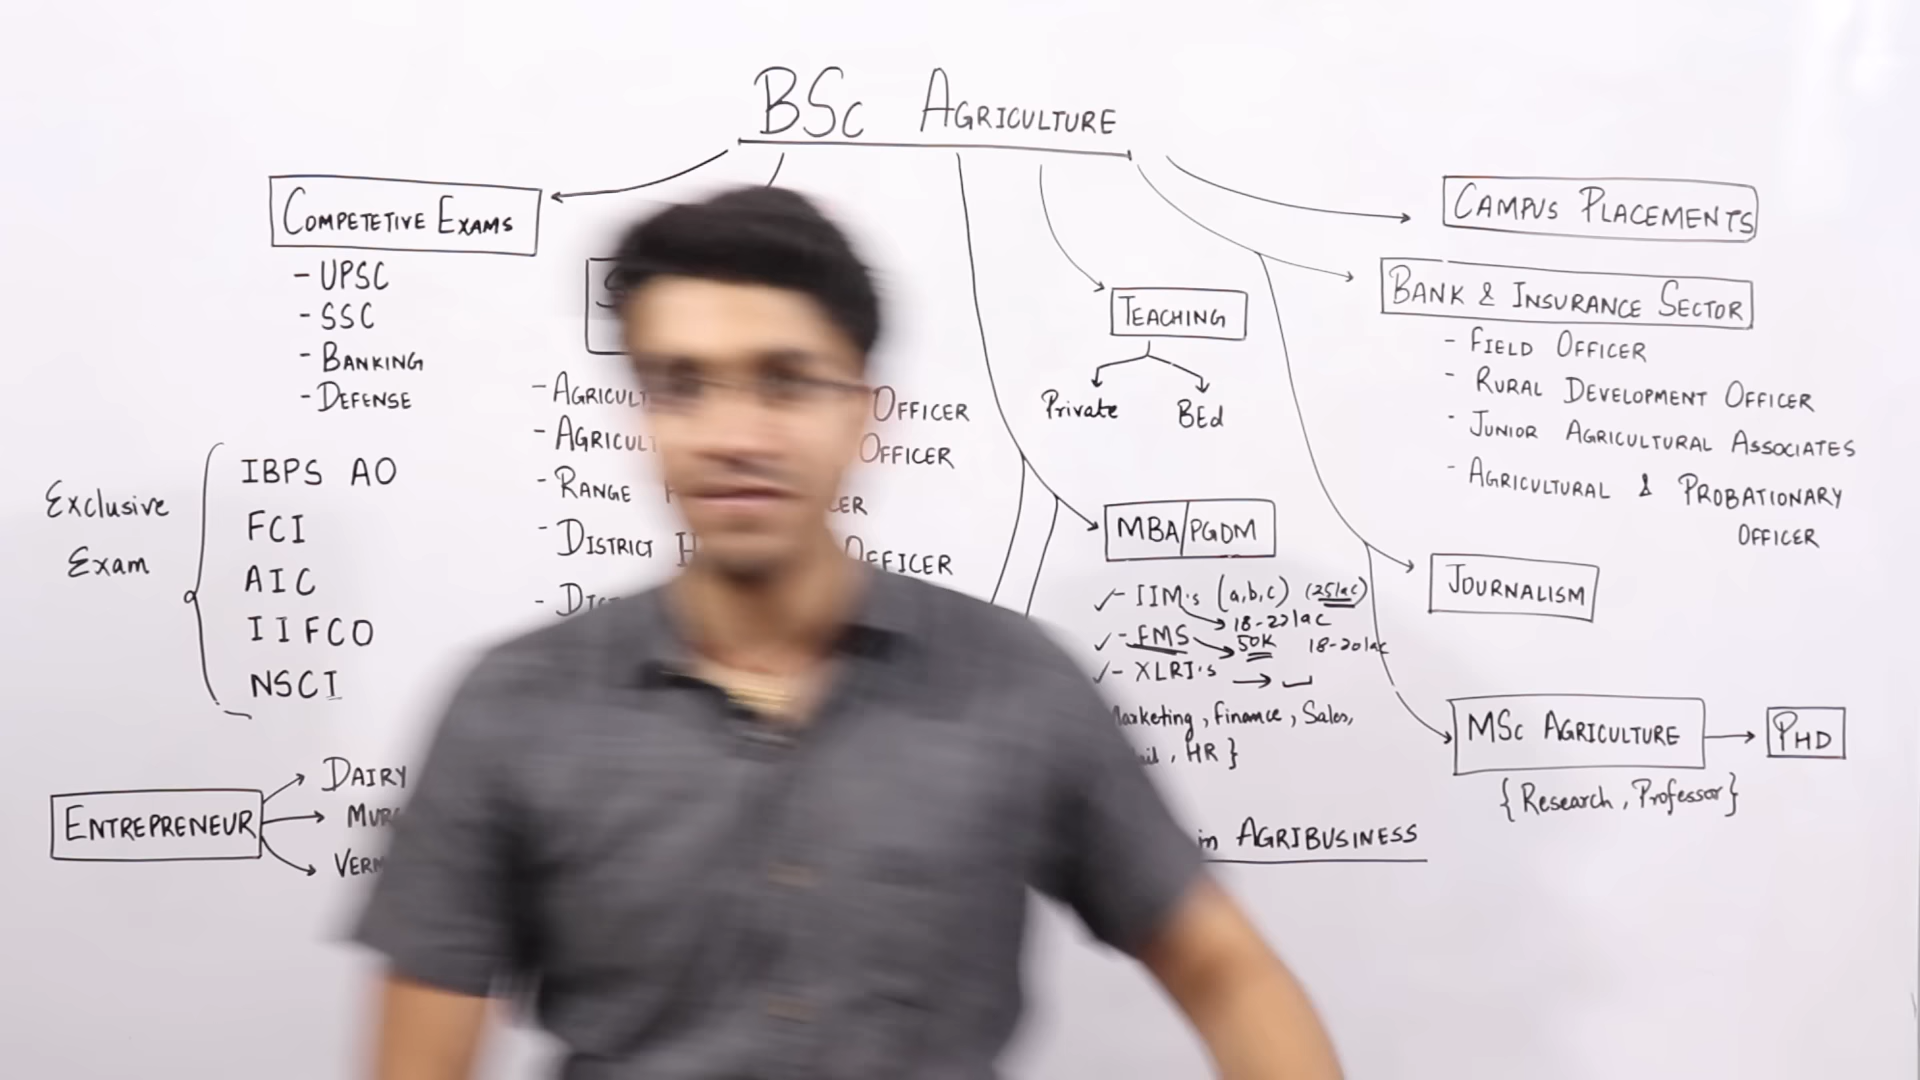 BSc AGRICULTURE
COMPETETIVE EXAMS
- UPSC
- SSC
- BANKING
- DEFENSE
Exclusive
Exam
IBPS AO
FCI
AIC
IIFCO
NSCI
ENTREPRENEUR
DAIRY
OFFICER
OFFICER
- RANGE
- DISTRICT OFFICER
TEACHING
Private BEd
MBA/PGDM
- IIM's (a,b,c) (25lac)
18-22lac
- FMS 50K 18-20lac
- XLRI's
Marketing, Finance, Sales,
, HR}
in AGRIBUSINESS
CAMPUS PLACEMENTS
BANK & INSURANCE SECTOR
- FIELD OFFICER
- RURAL DEVELOPMENT OFFICER
- JUNIOR AGRICULTURAL ASSOCIATES
- AGRICULTURAL & PROBATIONARY
OFFICER
JOURNALISM
MSc AGRICULTURE
PHD
{Research, Professor}